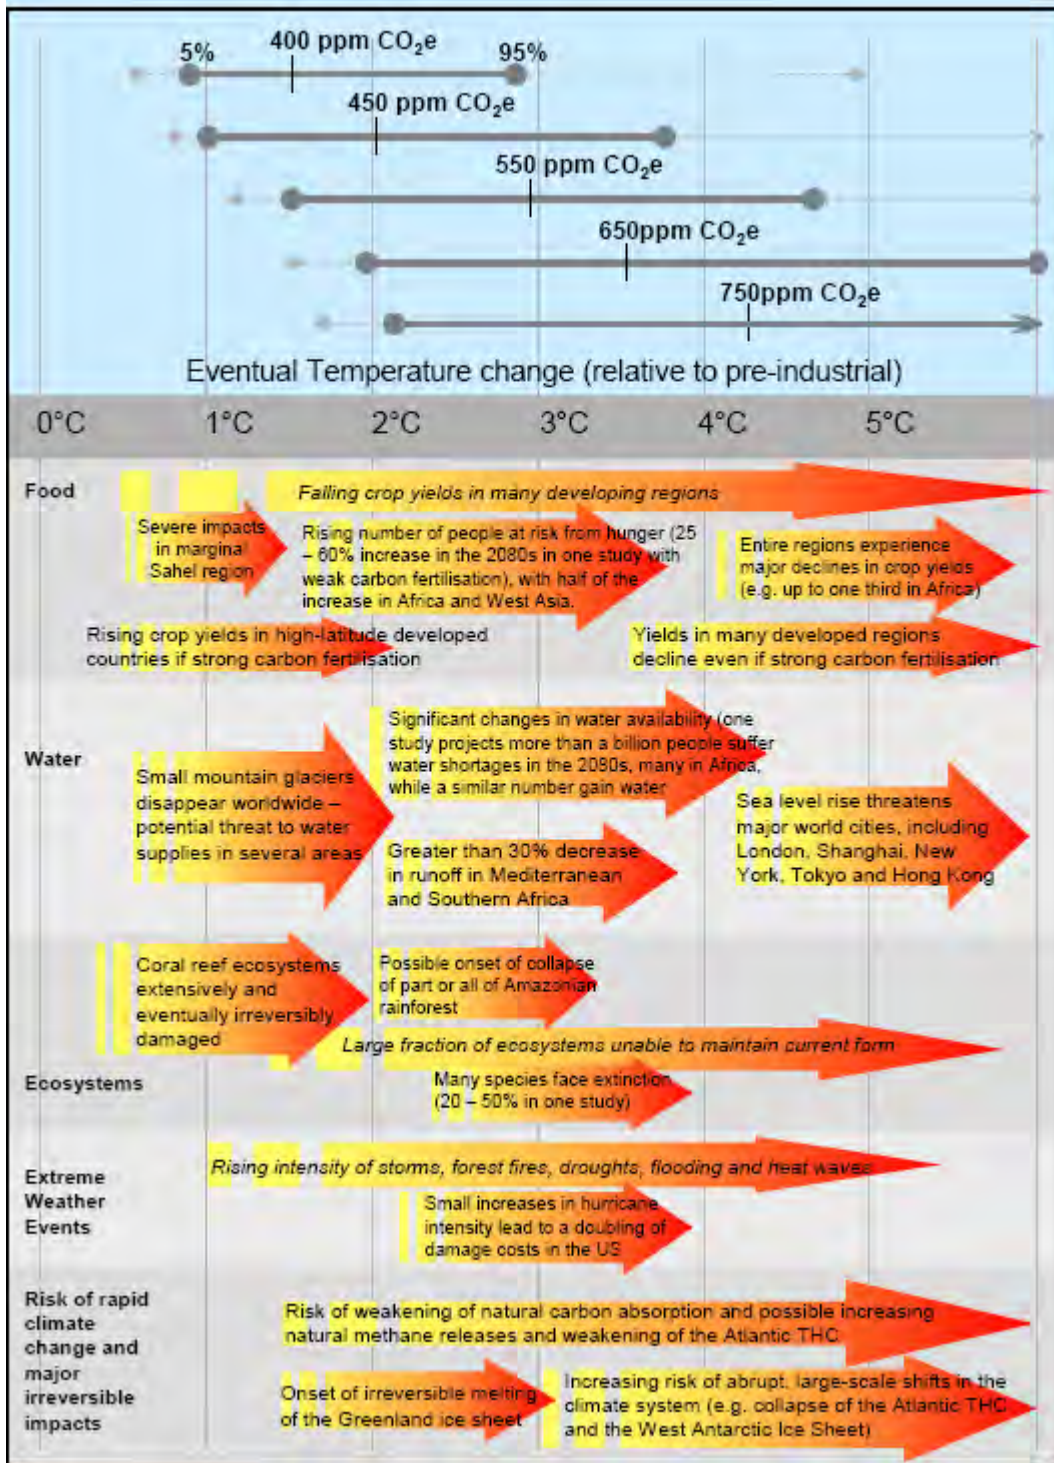 400 ppm CO₂e
5%
95%
450 ppm CO₂e
550 ppm CO₂e
650ppm CO₂e
750ppm CO₂e
Eventual Temperature change (relative to pre-industrial)
0°C
1°C
2°C
3°C
4°C
5°C
Food
Falling crop yields in many developing regions
Severe impacts
in marginal
Sahel region
Rising number of people at risk from hunger (25
– 60% increase in the 2080s in one study with
weak carbon fertilisation), with half of the
increase in Africa and West Asia.
Entire regions experience
major declines in crop yields
(e.g. up to one third in Africa)
Rising crop yields in high-latitude developed
countries if strong carbon fertilisation
Yields in many developed regions
decline even if strong carbon fertilisation
Water
Small mountain glaciers
disappear worldwide –
potential threat to water
supplies in several areas
Significant changes in water availability (one
study projects more than a billion people suffer
water shortages in the 2080s, many in Africa,
while a similar number gain water
Greater than 30% decrease
in runoff in Mediterranean
and Southern Africa
Sea level rise threatens
major world cities, including
London, Shanghai, New
York, Tokyo and Hong Kong
Ecosystems
Coral reef ecosystems
extensively and
eventually irreversibly
damaged
Possible onset of collapse
of part or all of Amazonian
rainforest
Large fraction of ecosystems unable to maintain current form
Many species face extinction
(20 – 50% in one study)
Extreme
Weather
Events
Rising intensity of storms, forest fires, droughts, flooding and heat waves
Small increases in hurricane
intensity lead to a doubling of
damage costs in the US
Risk of rapid
climate
change and
major
irreversible
impacts
Risk of weakening of natural carbon absorption and possible increasing
natural methane releases and weakening of the Atlantic THC
Onset of irreversible melting
of the Greenland ice sheet
Increasing risk of abrupt, large-scale shifts in the
climate system (e.g. collapse of the Atlantic THC
and the West Antarctic Ice Sheet)